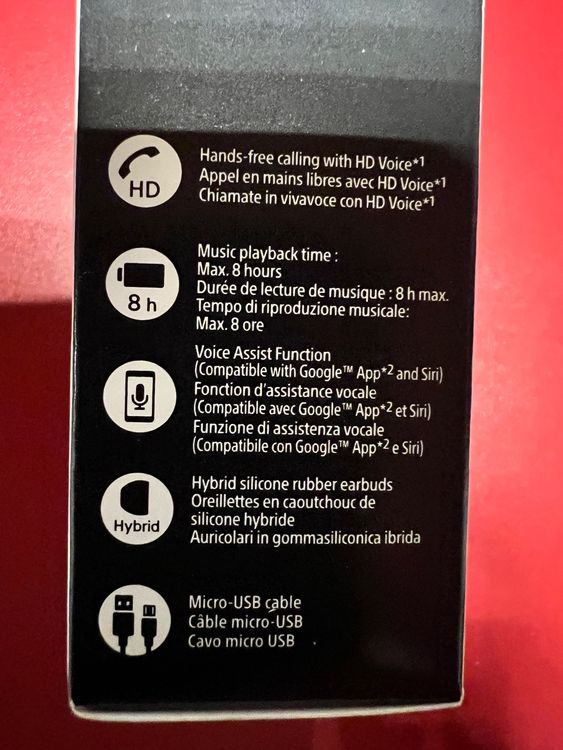 HD
Hands-free calling with HD Voice*1
Appel en mains libres avec HD Voice*1
Chiamate in vivavoce con HD Voice*1
8 h
Music playback time :
Max. 8 hours
Durée de lecture de musique : 8 h max.
Tempo di riproduzione musicale:
Max. 8 ore
Voice Assist Function
(Compatible with Google™ App*2 and Siri)
Fonction d'assistance vocale
(Compatible avec Google™ App*2 et Siri)
Funzione di assistenza vocale
(Compatibile con Google™ App*2 e Siri)
Hybrid
Hybrid silicone rubber earbuds
Oreillettes en caoutchouc de
silicone hybride
Auricolari in gommasiliconica ibrida
Micro-USB cable
Câble micro-USB
Cavo micro USB